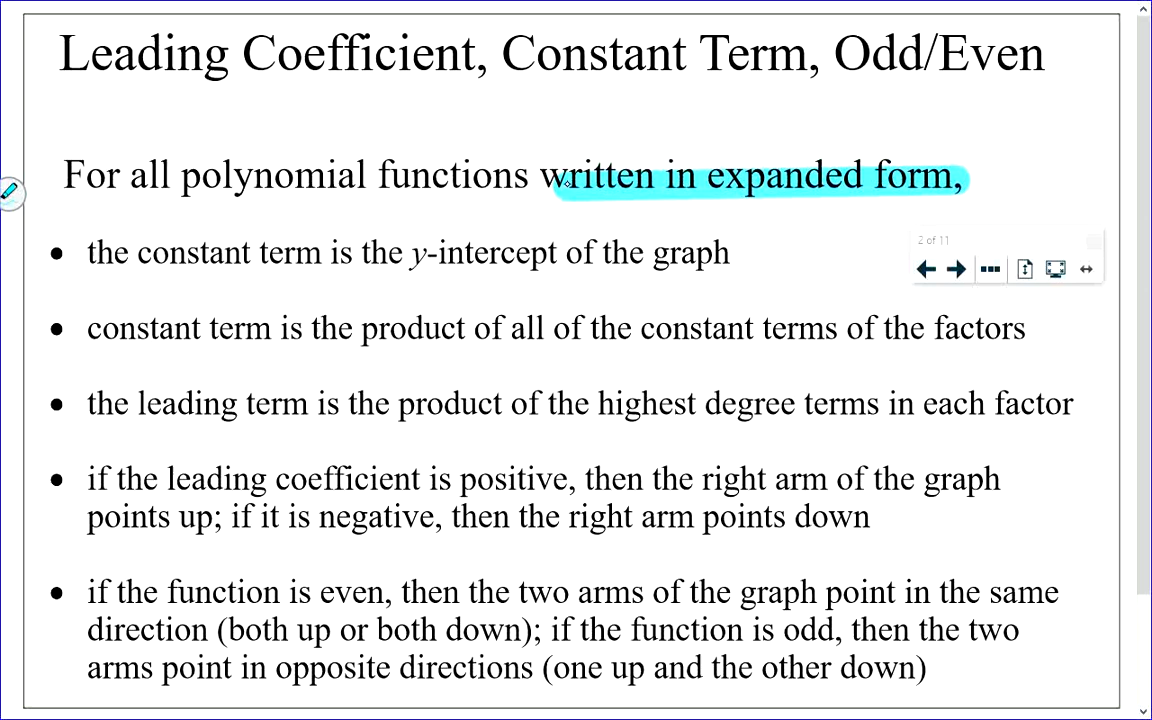 Leading Coefficient, Constant Term, Odd/Even
For all polynomial functions written in expanded form,
2 of 11
• the constant term is the y-intercept of the graph
• constant term is the product of all of the constant terms of the factors
• the leading term is the product of the highest degree terms in each factor
• if the leading coefficient is positive, then the right arm of the graph
points up; if it is negative, then the right arm points down
• if the function is even, then the two arms of the graph point in the same
direction (both up or both down); if the function is odd, then the two
arms point in opposite directions (one up and the other down)